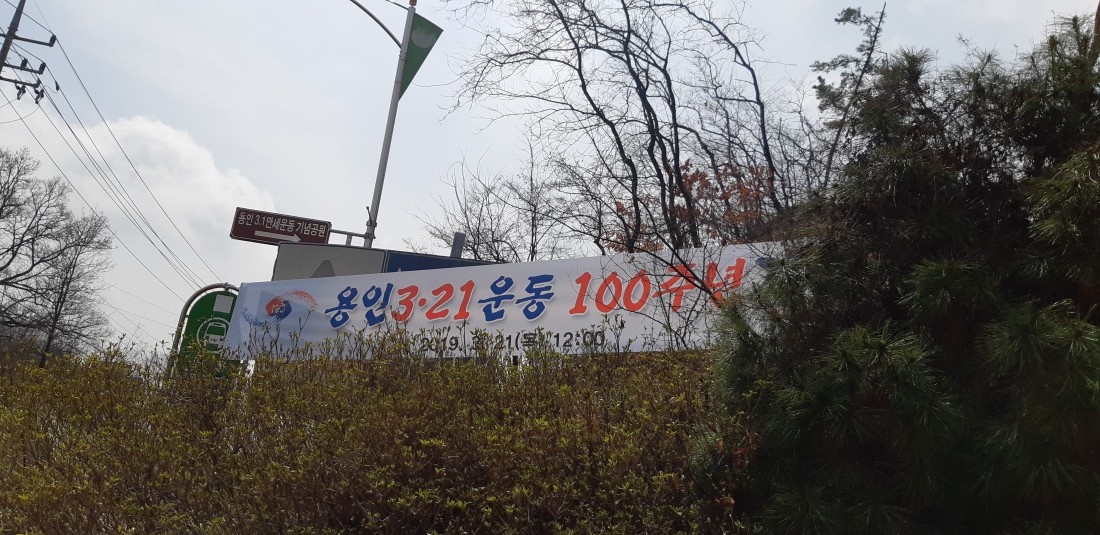 용인 3.1만세운동 기념공원
용인3·21운동 100주년
2019. 3. 21(목) 12:00